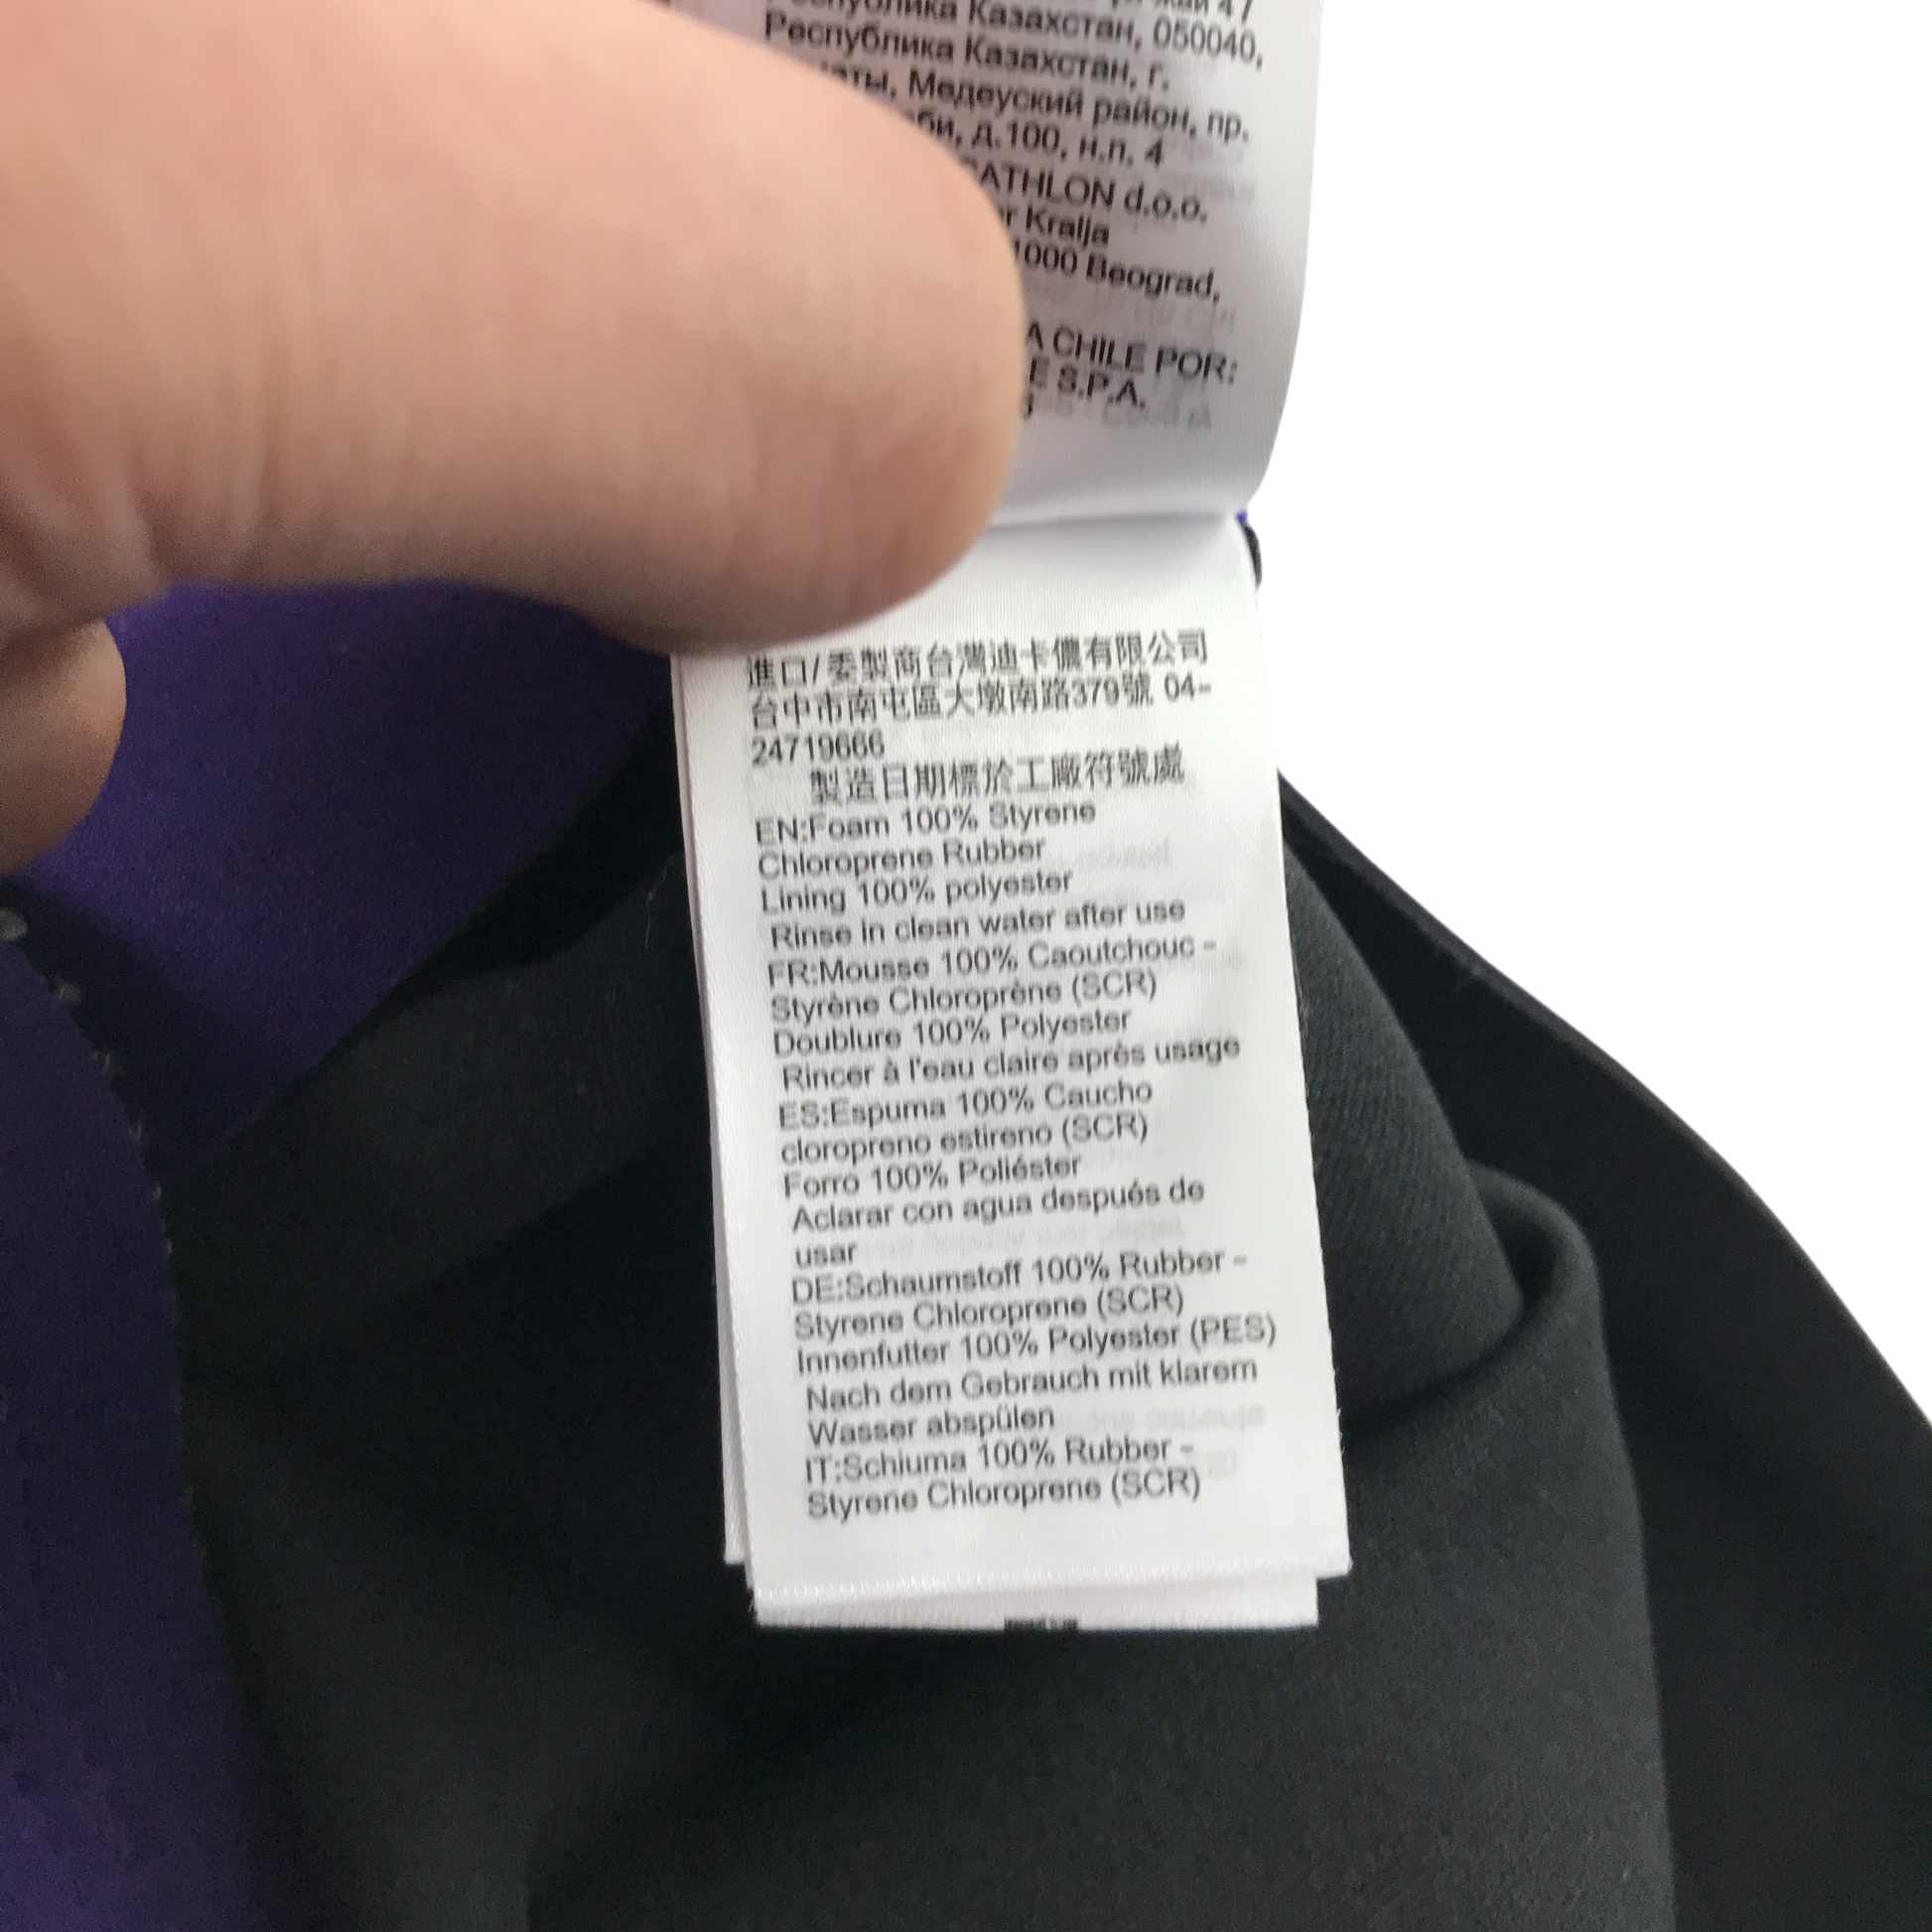 Республика Казахстан, 050040,
Республика Казахстан, г.
Медеуский район, пр.
д.100, н.п. 4
d.o.o.
Kralja
Beograd,
CHILE POR:
S.P.A.
進口/委製商台灣迪卡儂有限公司
台中市南屯區大墩南路379號 04-
24719666
製造日期標於工廠符號處
EN:Foam 100% Styrene
Chloroprene Rubber
Lining 100% polyester
Rinse in clean water after use
FR:Mousse 100% Caoutchouc -
Styrène Chloroprène (SCR)
Doublure 100% Polyester
Rincer à l'eau claire après usage
ES:Espuma 100% Caucho
cloropreno estireno (SCR)
Forro 100% Poliéster
Aclarar con agua después de
usar
DE:Schaumstoff 100% Rubber -
Styrene Chloroprene (SCR)
Innenfutter 100% Polyester (PES)
Nach dem Gebrauch mit klarem
Wasser abspülen
IT:Schiuma 100% Rubber -
Styrene Chloroprene (SCR)